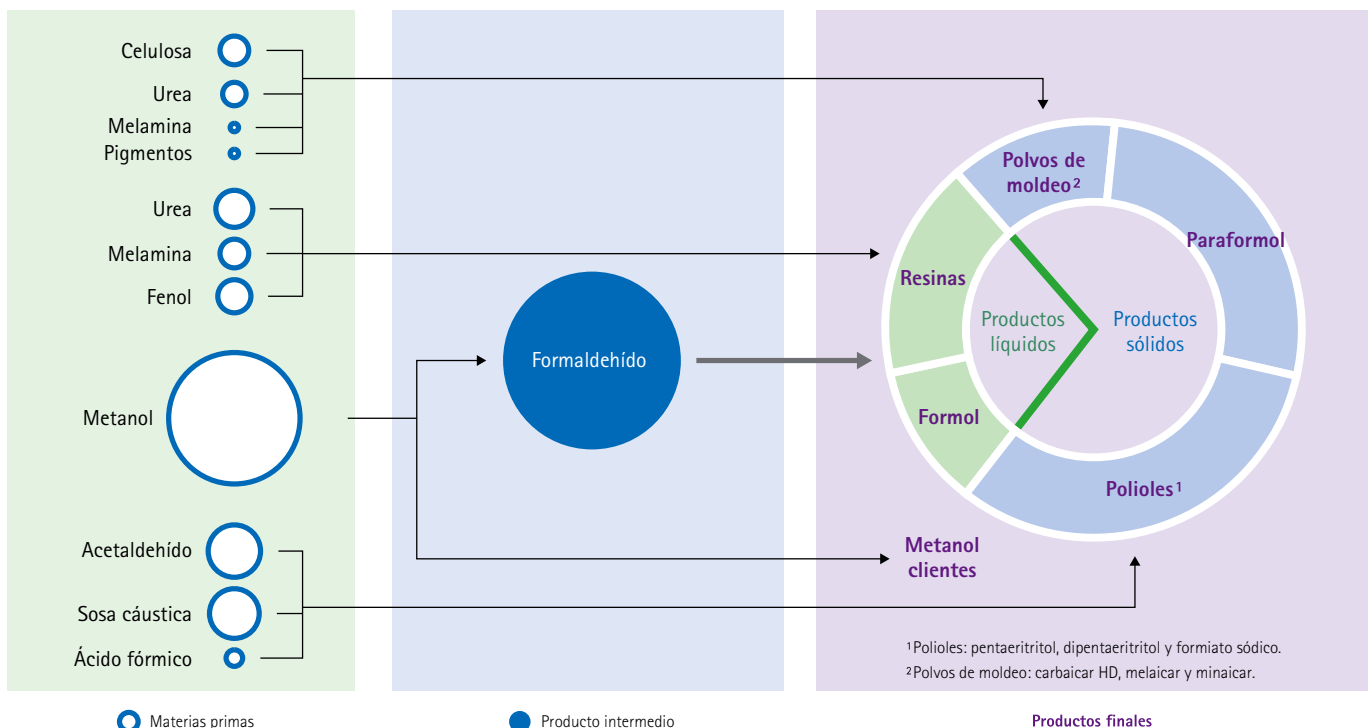 Celulosa
Urea
Melamina
Pigmentos
Urea
Melamina
Fenol
Metanol
Acetaldehído
Sosa cáustica
Ácido fórmico
Formaldehído
Polvos de
moldeo²
Paraformol
Resinas
Productos
líquidos
Productos
sólidos
Formol
Polioles¹
Metanol
clientes
¹Polioles: pentaeritritol, dipentaeritritol y formiato sódico.
²Polvos de moldeo: carbaicar HD, melaicar y minaicar.
Materias primas
Producto intermedio
Productos finales